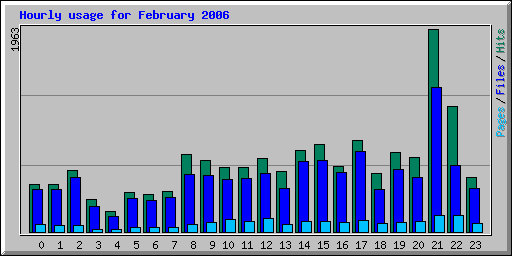 Hourly usage for February 2006
1963
Pages/Files/Hits
0 1 2 3 4 5 6 7 8 9 10 11 12 13 14 15 16 17 18 19 20 21 22 23